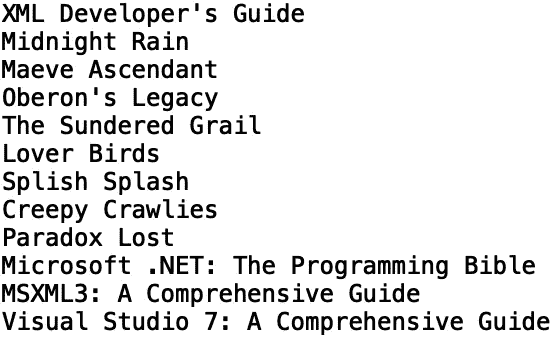 XML Developer's Guide
Midnight Rain
Maeve Ascendant
Oberon's Legacy
The Sundered Grail
Lover Birds
Splish Splash
Creepy Crawlies
Paradox Lost
Microsoft .NET: The Programming Bible
MSXML3: A Comprehensive Guide
Visual Studio 7: A Comprehensive Guide